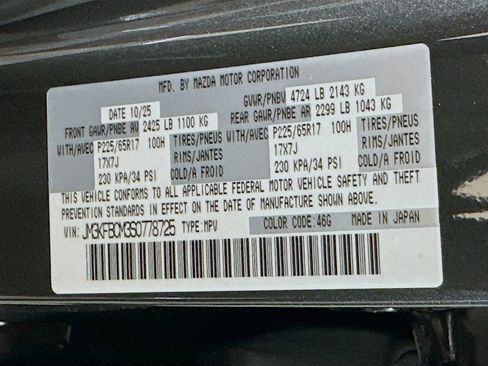 MFD. BY MAZDA MOTOR CORPORATION
DATE 10/25 GVWR/PNBV 4724 LB 2143 KG
FRONT GAWR/PNBE AV 2425 LB 1100 KG REAR GAWR/PNBE AR 2299 LB 1043 KG
WITH/AVEC P225/65R17 100H TIRES/PNEUS WITH/AVEC P225/65R17 100H TIRES/PNEUS
17X7J RIMS/JANTES 17X7J RIMS/JANTES
230 KPA/34 PSI COLD/A FROID 230 KPA/34 PSI COLD/A FROID
THIS VEHICLE CONFORMS TO ALL APPLICABLE FEDERAL MOTOR VEHICLE SAFETY AND THEFT
PREVENTION STANDARDS IN EFFECT ON THE DATE OF MANUFACTURE SHOWN ABOVE.
VIN: JM3KFBCM3S0778725 TYPE:MPV COLOR CODE:46G MADE IN JAPAN